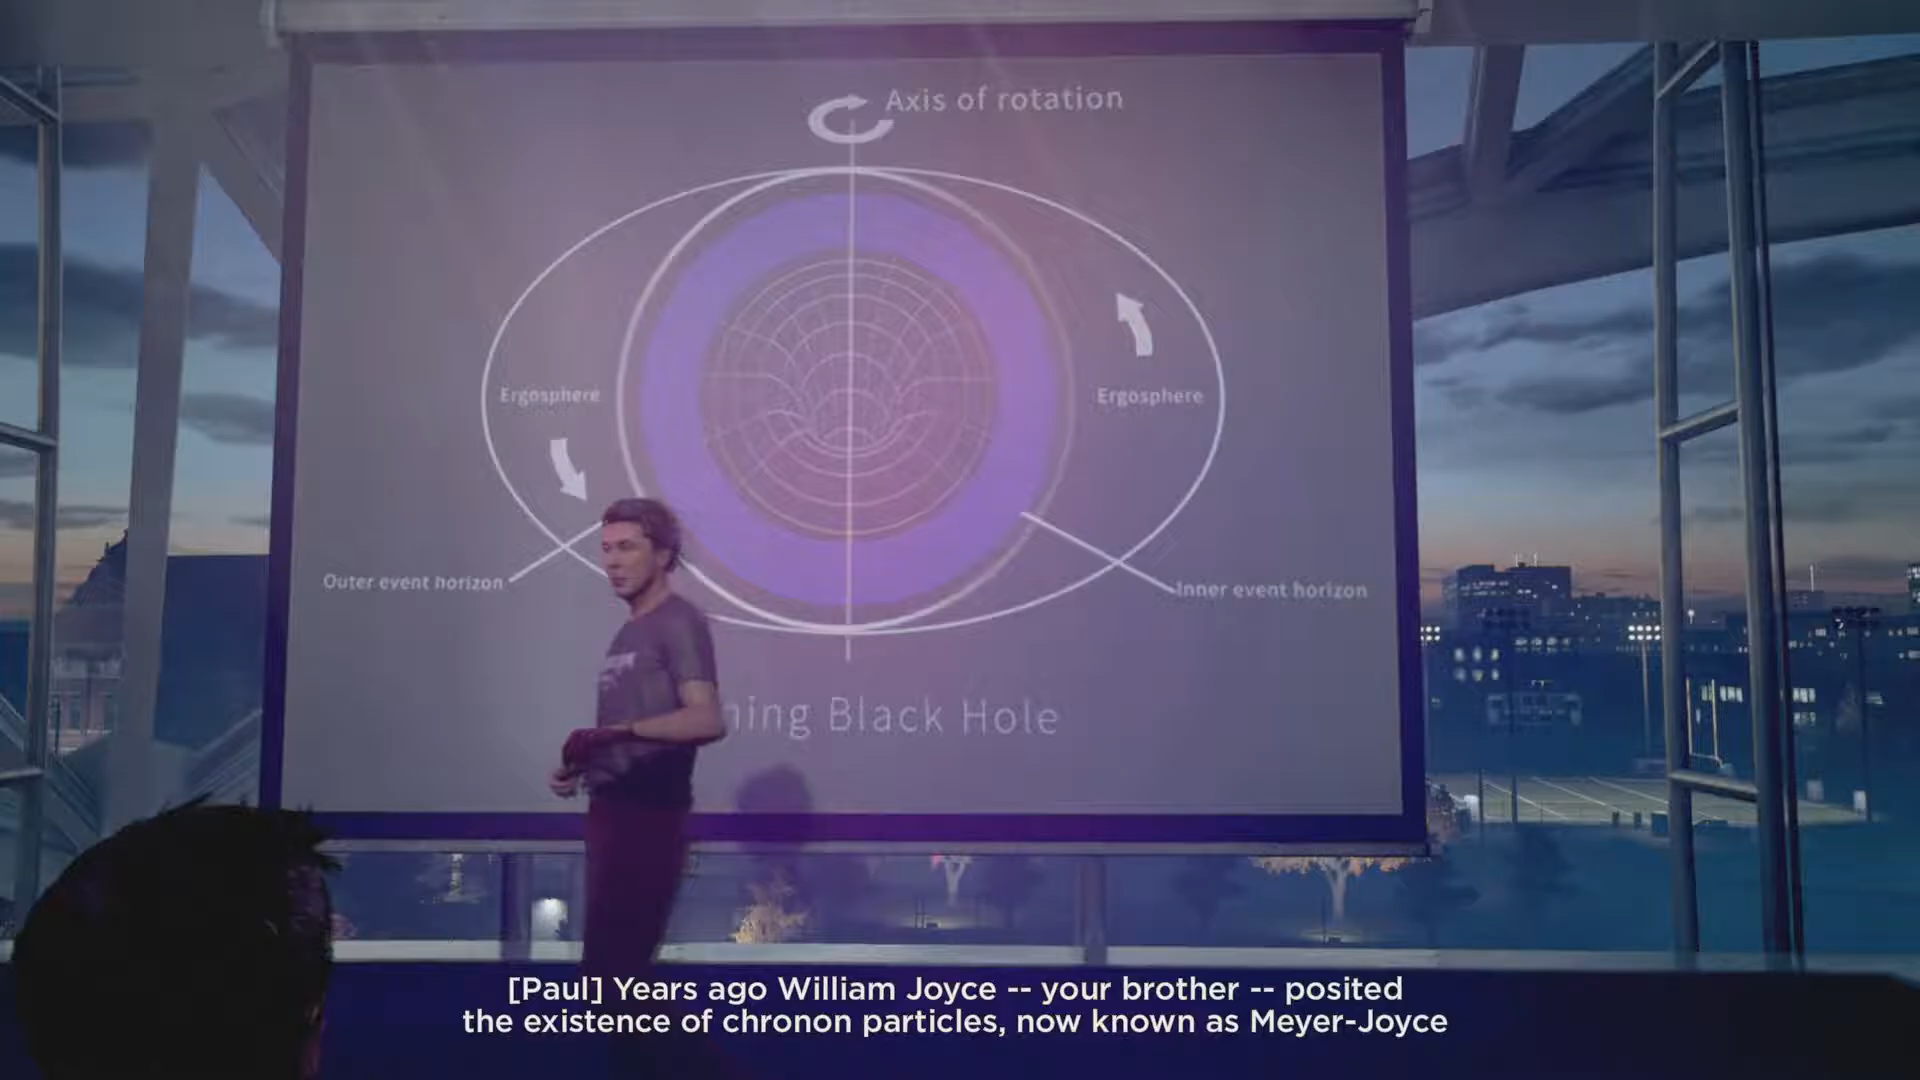 Axis of rotation
Ergosphere
Ergosphere
Outer event horizon
Inner event horizon
Black Hole
[Paul] Years ago William Joyce -- your brother -- posited
the existence of chronon particles, now known as Meyer-Joyce